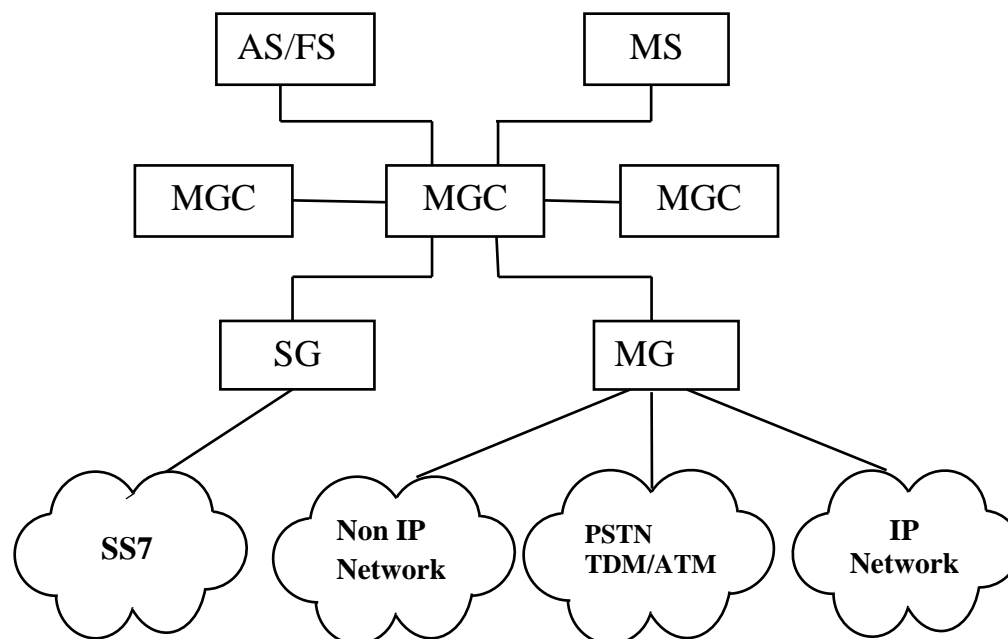 AS/FS
MS
MGC
MGC
MGC
SG
MG
SS7
Non IP
Network
PSTN
TDM/ATM
IP
Network